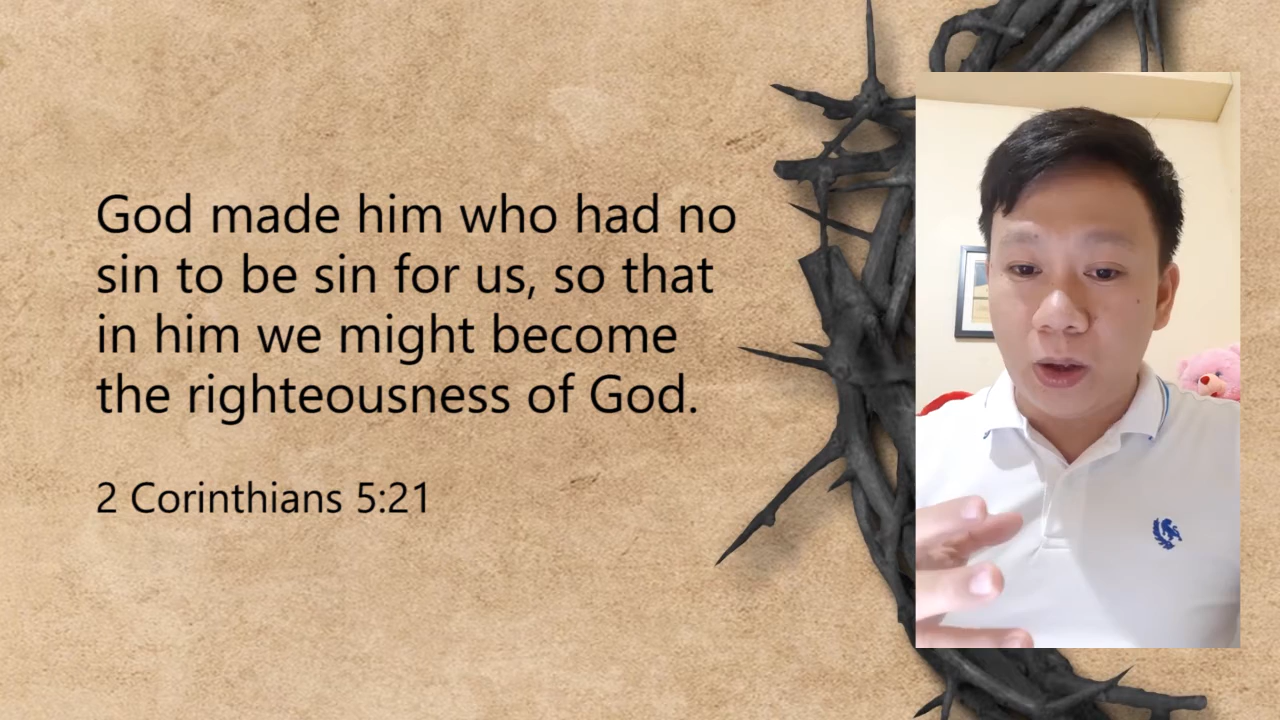 God made him who had no
sin to be sin for us, so that
in him we might become
the righteousness of God.
2 Corinthians 5:21